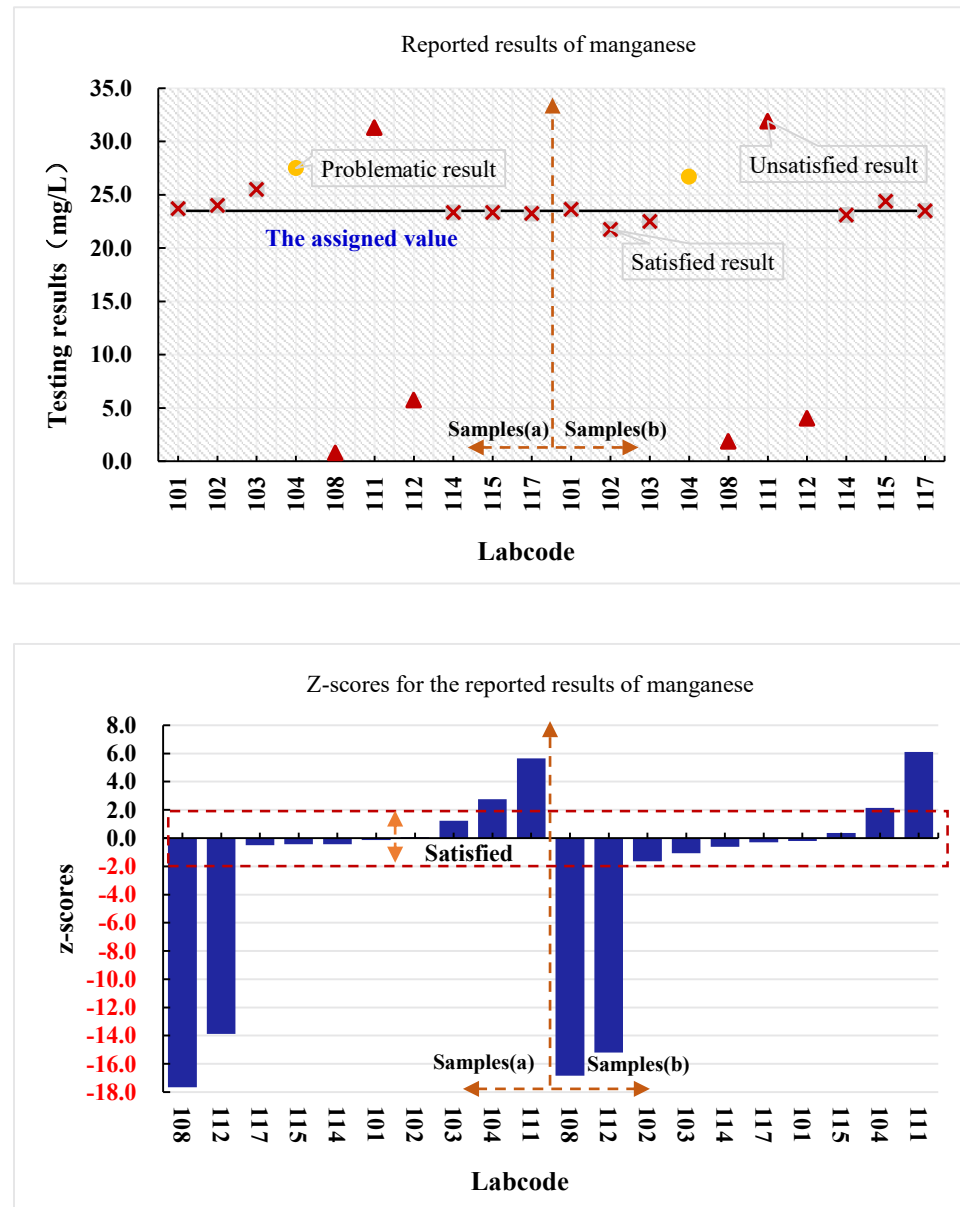 Reported results of manganese
35.0
30.0
25.0
20.0
15.0
10.0
5.0
0.0
Testing results（mg/L）
Problematic result
Unsatisfied result
The assigned value
Satisfied result
Samples(a) Samples(b)
101 102 103 104 108 111 112 114 115 117 101 102 103 104 108 111 112 114 115 117
Labcode
Z-scores for the reported results of manganese
8.0
6.0
4.0
2.0
0.0
-2.0
-4.0
-6.0
-8.0
-10.0
-12.0
-14.0
-16.0
-18.0
z-scores
Satisfied
Samples(a) Samples(b)
108 112 117 115 114 101 102 103 104 111 108 112 102 103 114 117 101 115 104 111
Labcode